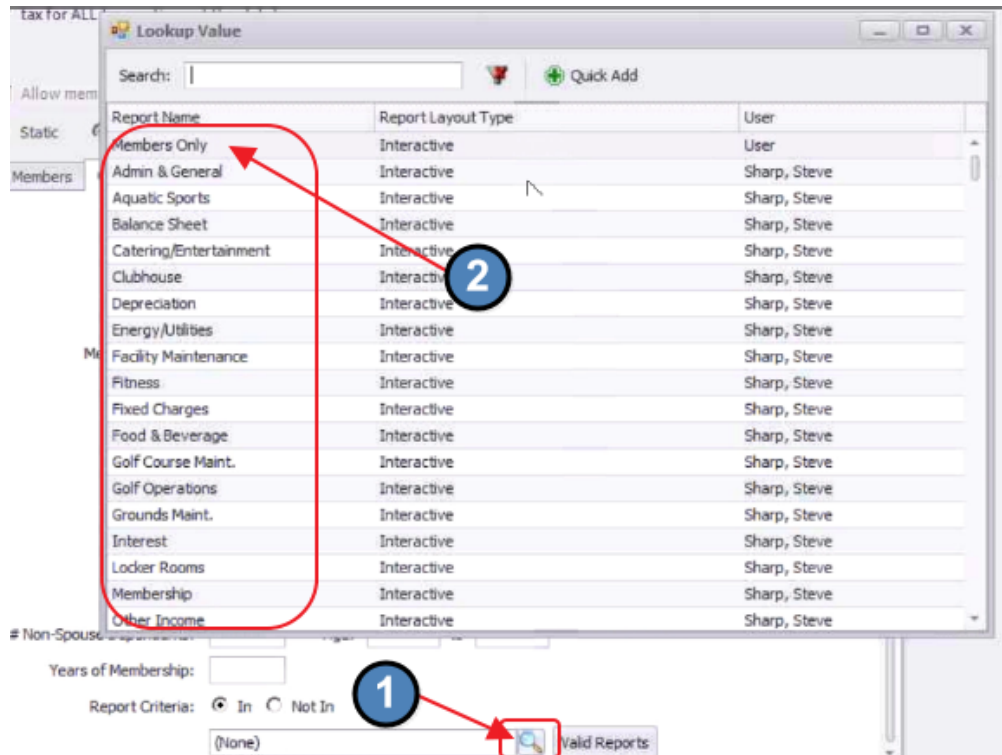 tax for ALL
Lookup Value
Search:
Quick Add
Allow mem
Static
Members
Report Name Report Layout Type User
Members Only Interactive User
Admin & General Interactive Sharp, Steve
Aquatic Sports Interactive Sharp, Steve
Balance Sheet Interactive Sharp, Steve
Catering/Entertainment Interactive Sharp, Steve
Clubhouse Interactive Sharp, Steve
2
Depreciation Interactive Sharp, Steve
Energy/Utilities Interactive Sharp, Steve
Me
Facility Maintenance Interactive Sharp, Steve
Fitness Interactive Sharp, Steve
Fixed Charges Interactive Sharp, Steve
Food & Beverage Interactive Sharp, Steve
Golf Course Maint. Interactive Sharp, Steve
Golf Operations Interactive Sharp, Steve
Grounds Maint. Interactive Sharp, Steve
Interest Interactive Sharp, Steve
Locker Rooms Interactive Sharp, Steve
Membership Interactive Sharp, Steve
Other Income Interactive Sharp, Steve
# Non-Spouse
Years of Membership:
1
Report Criteria: In Not In
(None) Valid Reports